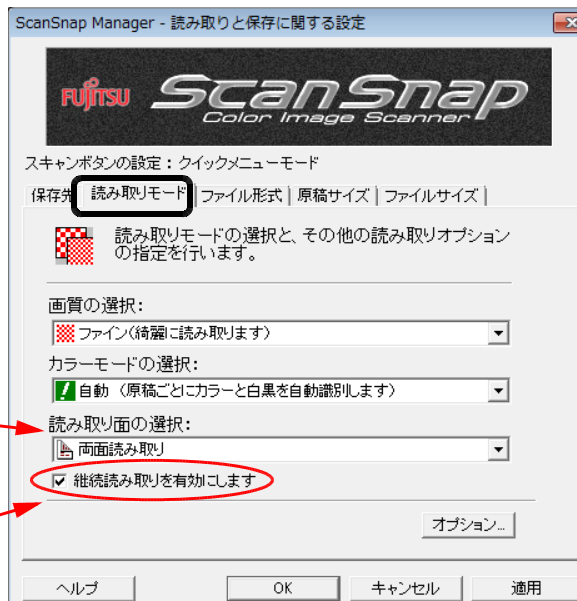 ScanSnap Manager - 読み取りと保存に関する設定
FUJITSU ScanSnap
Color Image Scanner
スキャンボタンの設定：クイックメニューモード
保存先 読み取りモード ファイル形式 原稿サイズ ファイルサイズ
読み取りモードの選択と、その他の読み取りオプション
の指定を行います。
画質の選択:
ファイン(綺麗に読み取ります)
カラーモードの選択:
自動 (原稿ごとにカラーと白黒を自動識別します)
読み取り面の選択:
両面読み取り
継続読み取りを有効にします
オプション...
ヘルプ OK キャンセル 適用